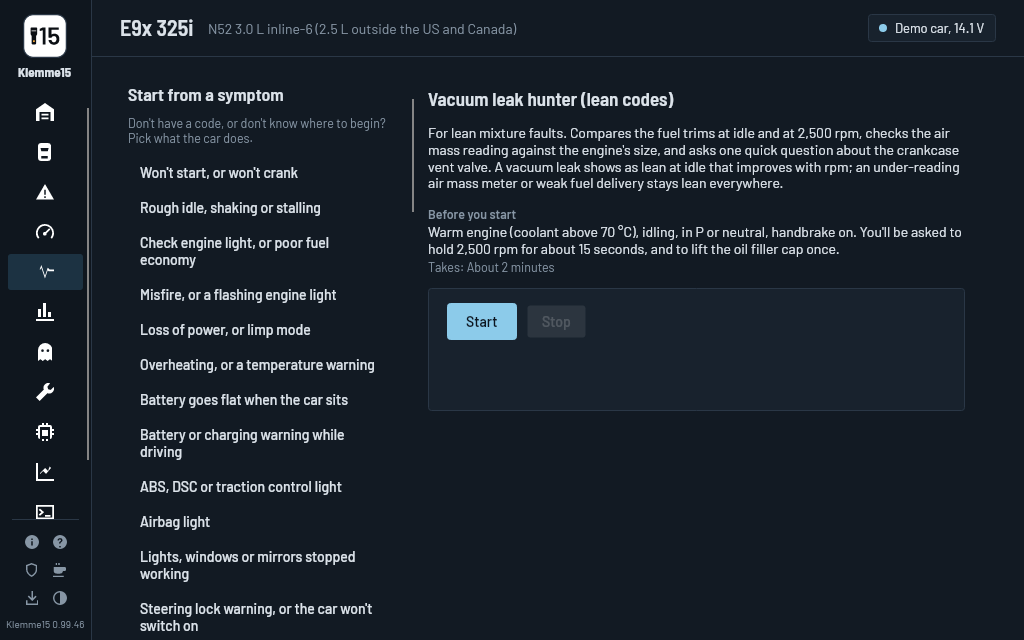 15
Klemme15
Klemme15 0.99.46
E9x 325i
N52 3.0 L inline-6 (2.5 L outside the US and Canada)
Demo car, 14.1 V
Start from a symptom
Don't have a code, or don't know where to begin?
Pick what the car does.
Won't start, or won't crank
Rough idle, shaking or stalling
Check engine light, or poor fuel
economy
Misfire, or a flashing engine light
Loss of power, or limp mode
Overheating, or a temperature warning
Battery goes flat when the car sits
Battery or charging warning while
driving
ABS, DSC or traction control light
Airbag light
Lights, windows or mirrors stopped
working
Steering lock warning, or the car won't
switch on
Vacuum leak hunter (lean codes)
For lean mixture faults. Compares the fuel trims at idle and at 2,500 rpm, checks the air
mass reading against the engine's size, and asks one quick question about the crankcase
vent valve. A vacuum leak shows as lean at idle that improves with rpm; an under-reading
air mass meter or weak fuel delivery stays lean everywhere.
Before you start
Warm engine (coolant above 70 °C), idling, in P or neutral, handbrake on. You'll be asked to
hold 2,500 rpm for about 15 seconds, and to lift the oil filler cap once.
Takes: About 2 minutes
Start
Stop